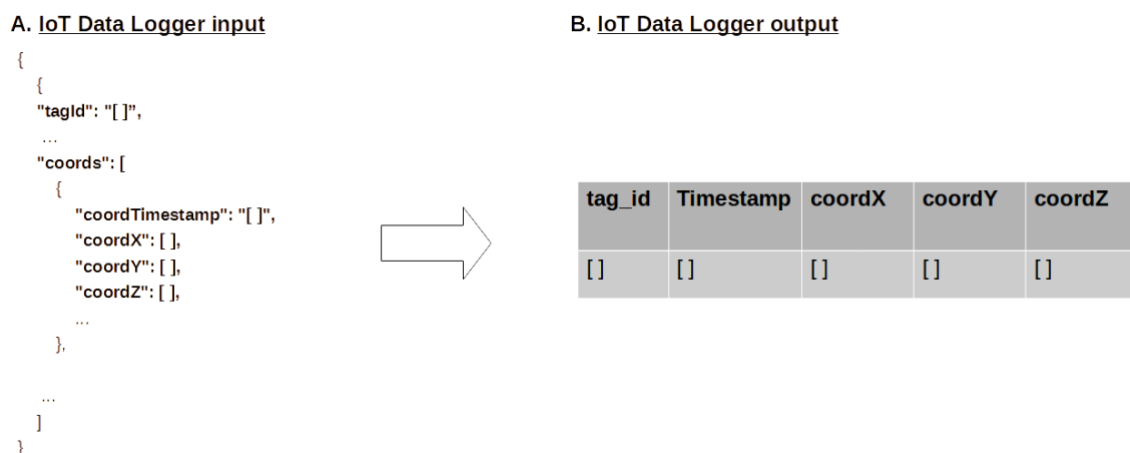 A. IoT Data Logger input
{
{
"tagId": "[ ]”,
...
"coords": [
{
"coordTimestamp": "[ ]",
"coordX": [ ],
"coordY": [ ],
"coordZ": [ ],
...
},
...
]
}
B. IoT Data Logger output
tag_id Timestamp coordX coordY coordZ
[ ] [ ] [ ] [ ] [ ]